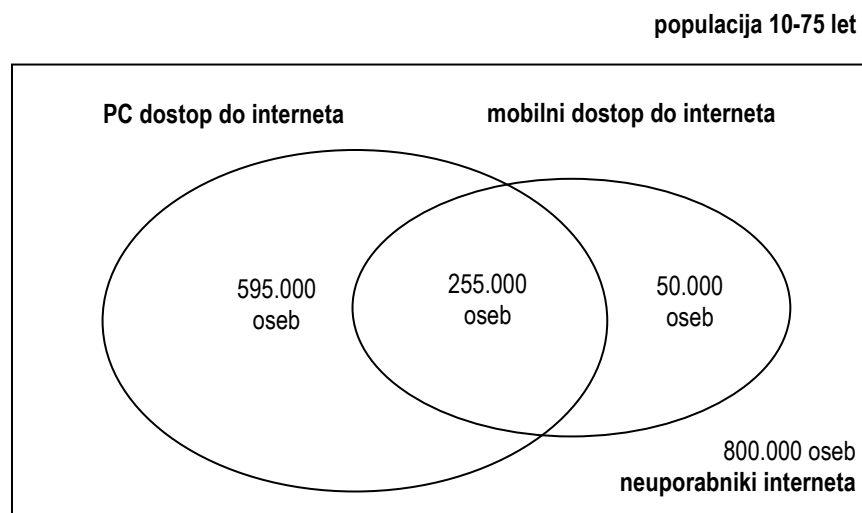 populacija 10-75 let
PC dostop do interneta
mobilni dostop do interneta
595.000
oseb
255.000
oseb
50.000
oseb
800.000 oseb
neuporabniki interneta